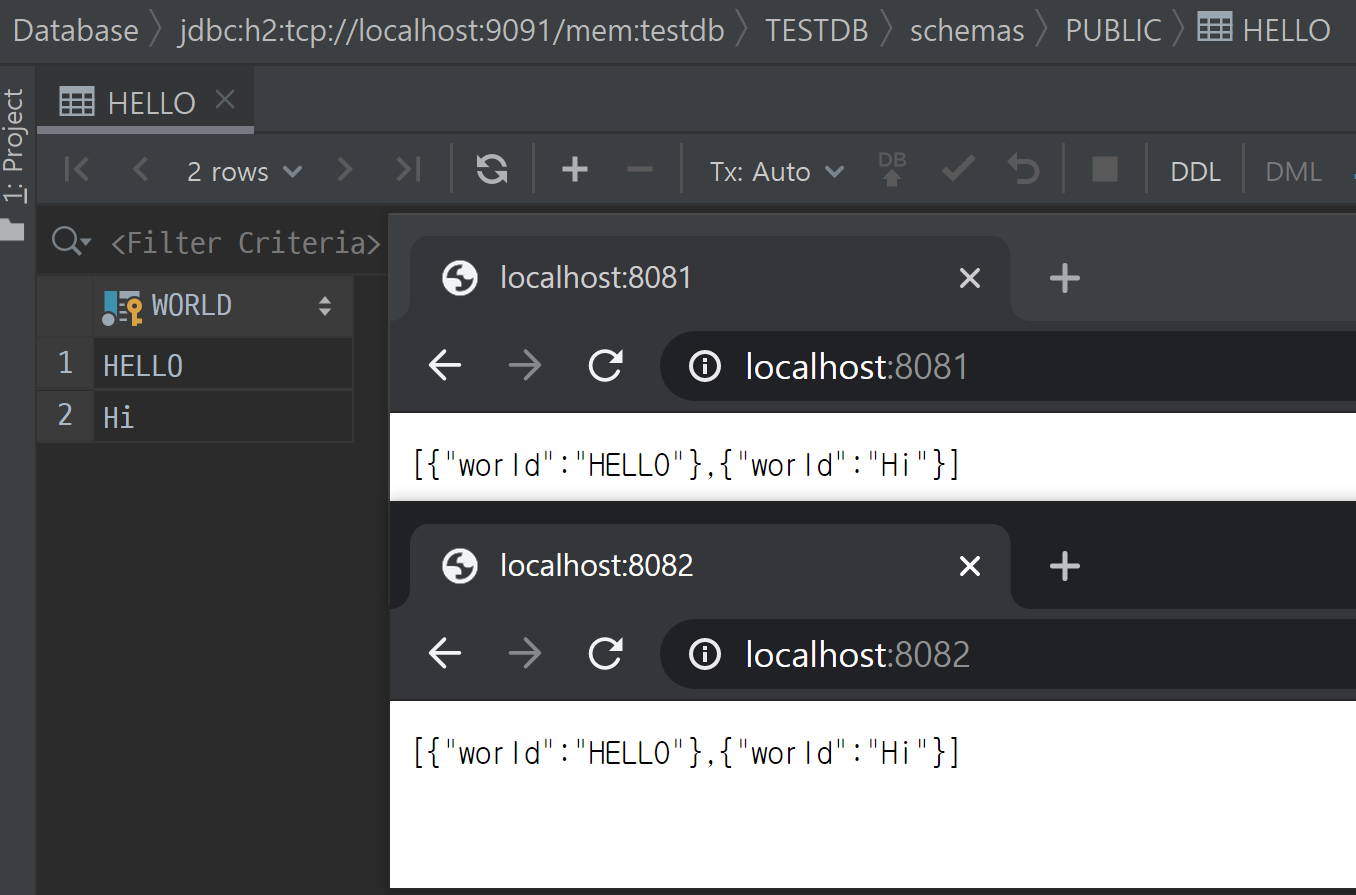 Database jdbc:h2:tcp://localhost:9091/mem:testdb TESTDB schemas PUBLIC HELLO
1: Project
HELLO
2 rows Tx: Auto DB DDL DML
<Filter Criteria>
WORLD
1 HELLO
2 Hi
localhost:8081
localhost:8081
[{"world":"HELLO"},{"world":"Hi"}]
localhost:8082
localhost:8082
[{"world":"HELLO"},{"world":"Hi"}]